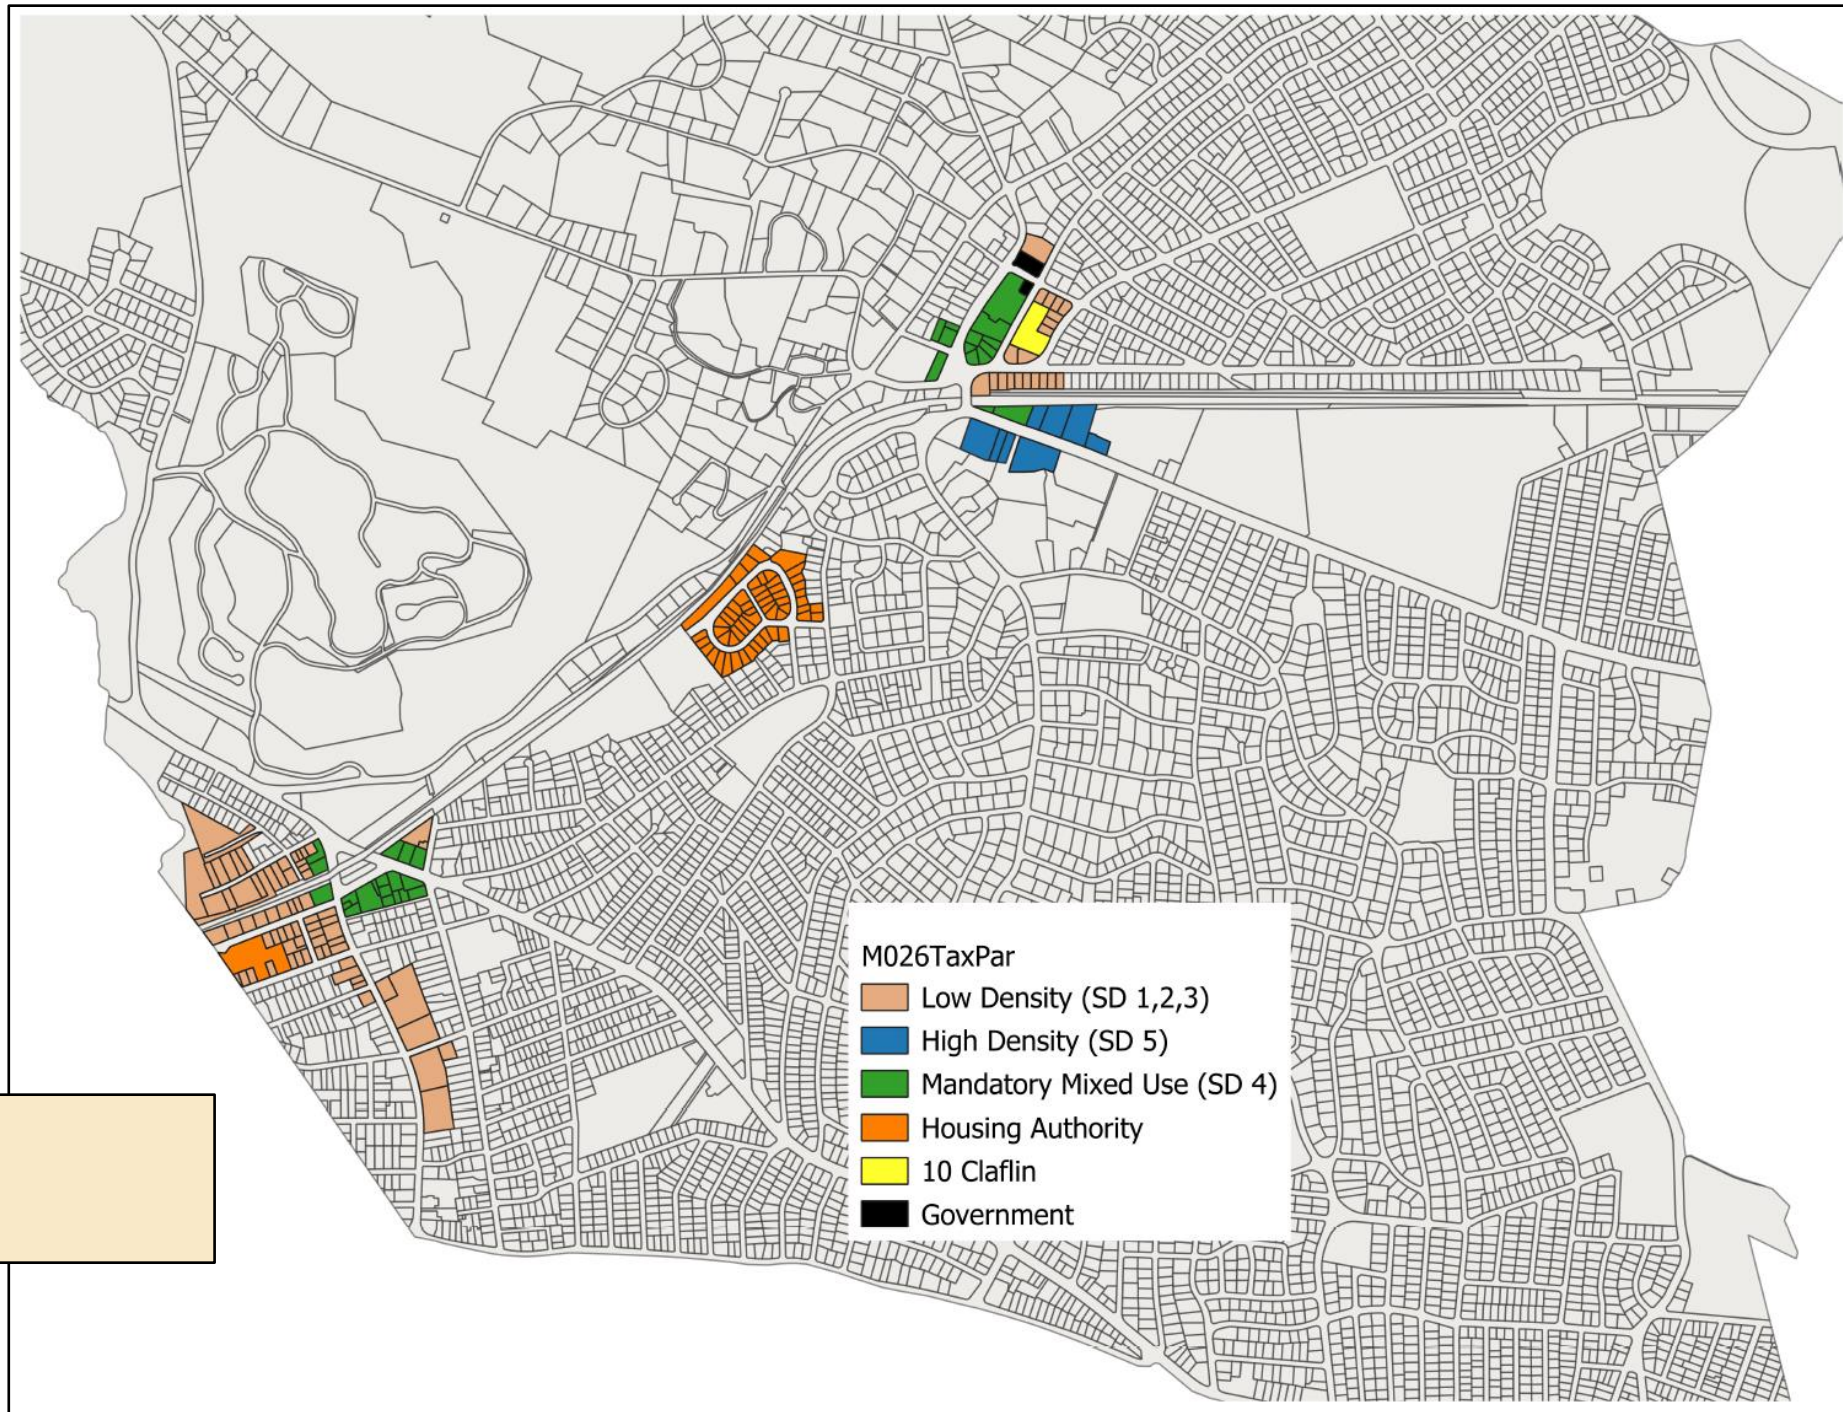 M026TaxPar
Low Density (SD 1,2,3)
High Density (SD 5)
Mandatory Mixed Use (SD 4)
Housing Authority
10 Claflin
Government